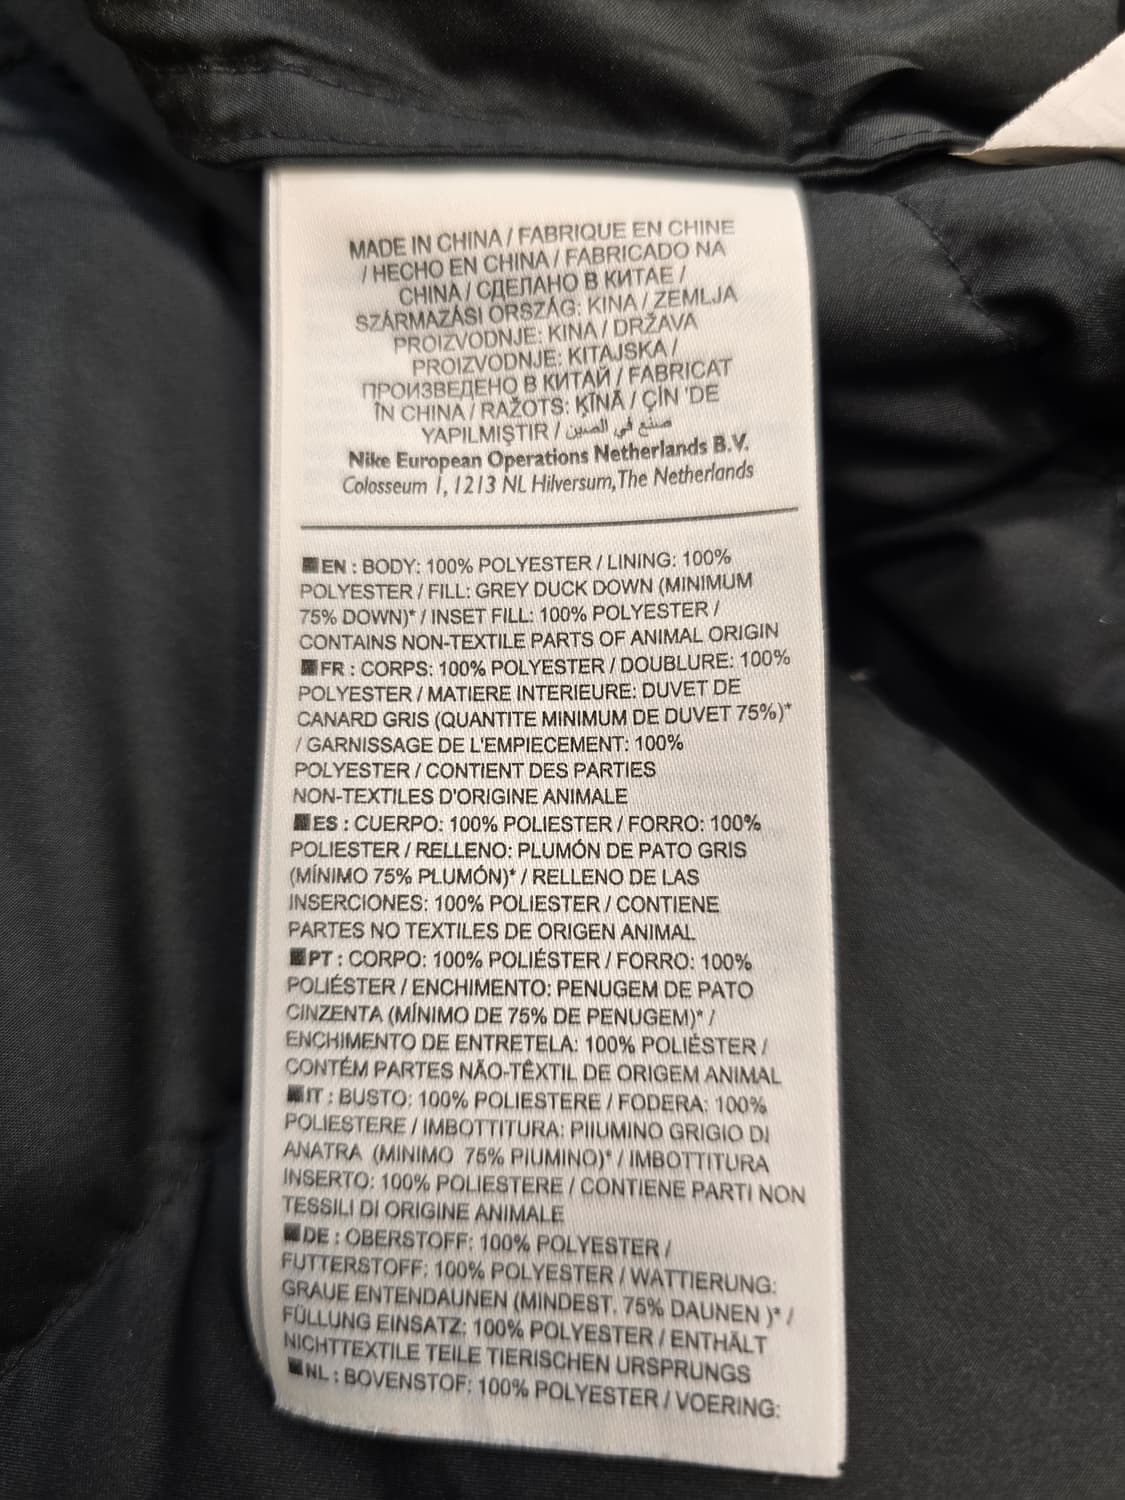 MADE IN CHINA / FABRIQUE EN CHINE
/ HECHO EN CHINA / FABRICADO NA
CHINA / СДЕЛАНО В КИТАЕ /
SZÁRMAZÁSI ORSZÁG: KINA / ZEMLJA
PROIZVODNJE: KINA / DRŽAVA
PROIZVODNJE: KITAJSKA /
ПРОИЗВЕДЕНО В КИТАЙ / FABRICAT
ÎN CHINA / RAŽOTS: ĶĪNĀ / ÇİN 'DE
YAPILMIŞTIR / صنع في الصين
Nike European Operations Netherlands B.V.
Colosseum 1, 1213 NL Hilversum, The Netherlands
EN : BODY: 100% POLYESTER / LINING: 100%
POLYESTER / FILL: GREY DUCK DOWN (MINIMUM
75% DOWN)* / INSET FILL: 100% POLYESTER /
CONTAINS NON-TEXTILE PARTS OF ANIMAL ORIGIN
FR : CORPS: 100% POLYESTER / DOUBLURE: 100%
POLYESTER / MATIERE INTERIEURE: DUVET DE
CANARD GRIS (QUANTITE MINIMUM DE DUVET 75%)*
/ GARNISSAGE DE L'EMPIECEMENT: 100%
POLYESTER / CONTIENT DES PARTIES
NON-TEXTILES D'ORIGINE ANIMALE
ES : CUERPO: 100% POLIESTER / FORRO: 100%
POLIESTER / RELLENO: PLUMÓN DE PATO GRIS
(MÍNIMO 75% PLUMÓN)* / RELLENO DE LAS
INSERCIONES: 100% POLIESTER / CONTIENE
PARTES NO TEXTILES DE ORIGEN ANIMAL
PT : CORPO: 100% POLIÉSTER / FORRO: 100%
POLIÉSTER / ENCHIMENTO: PENUGEM DE PATO
CINZENTA (MÍNIMO DE 75% DE PENUGEM)* /
ENCHIMENTO DE ENTRETELA: 100% POLIÉSTER /
CONTÉM PARTES NÃO-TÊXTIL DE ORIGEM ANIMAL
IT : BUSTO: 100% POLIESTERE / FODERA: 100%
POLIESTERE / IMBOTTITURA: PIIUMINO GRIGIO DI
ANATRA (MINIMO 75% PIUMINO)* / IMBOTTITURA
INSERTO: 100% POLIESTERE / CONTIENE PARTI NON
TESSILI DI ORIGINE ANIMALE
DE : OBERSTOFF: 100% POLYESTER /
FUTTERSTOFF: 100% POLYESTER / WATTIERUNG:
GRAUE ENTENDAUNEN (MINDEST. 75% DAUNEN )* /
FÜLLUNG EINSATZ: 100% POLYESTER / ENTHÄLT
NICHTTEXTILE TEILE TIERISCHEN URSPRUNGS
NL : BOVENSTOF: 100% POLYESTER / VOERING: